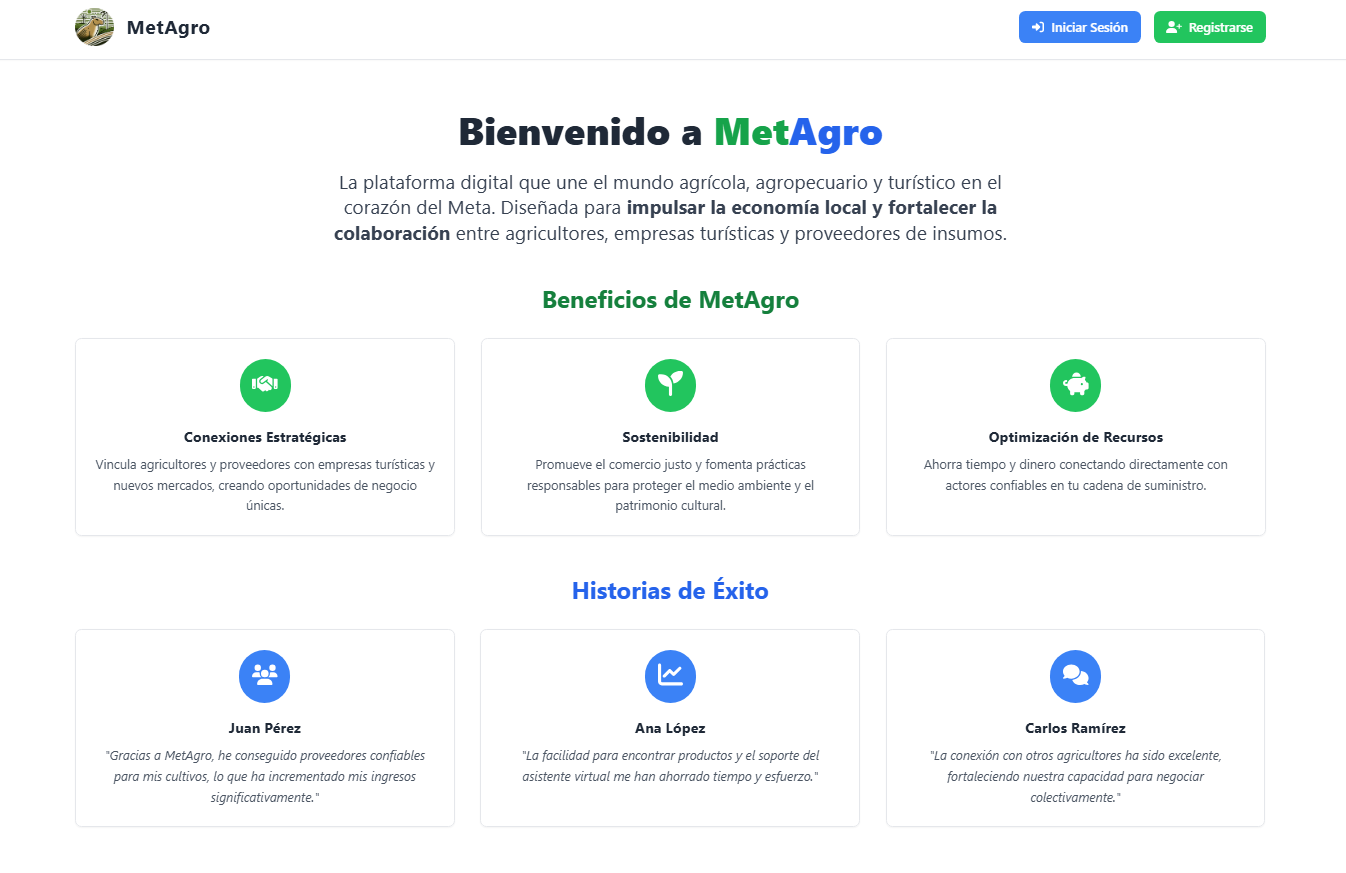 MetAgro
Iniciar Sesión
Registrarse
Bienvenido a MetAgro
La plataforma digital que une el mundo agrícola, agropecuario y turístico en el
corazón del Meta. Diseñada para impulsar la economía local y fortalecer la
colaboración entre agricultores, empresas turísticas y proveedores de insumos.
Beneficios de MetAgro
Conexiones Estratégicas
Vincula agricultores y proveedores con empresas turísticas y
nuevos mercados, creando oportunidades de negocio
únicas.
Sostenibilidad
Promueve el comercio justo y fomenta prácticas
responsables para proteger el medio ambiente y el
patrimonio cultural.
Optimización de Recursos
Ahorra tiempo y dinero conectando directamente con
actores confiables en tu cadena de suministro.
Historias de Éxito
Juan Pérez
"Gracias a MetAgro, he conseguido proveedores confiables
para mis cultivos, lo que ha incrementado mis ingresos
significativamente."
Ana López
"La facilidad para encontrar productos y el soporte del
asistente virtual me han ahorrado tiempo y esfuerzo."
Carlos Ramírez
"La conexión con otros agricultores ha sido excelente,
fortaleciendo nuestra capacidad para negociar
colectivamente."